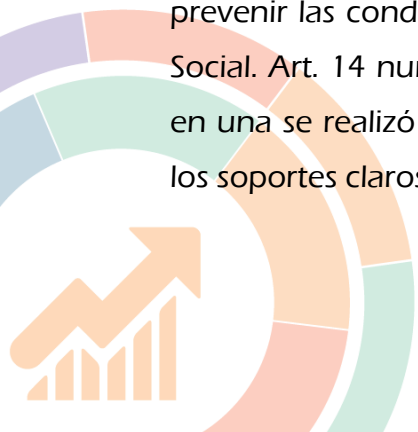 prevenir las cond
Social. Art. 14 nu
en una se realizó
los soportes claros